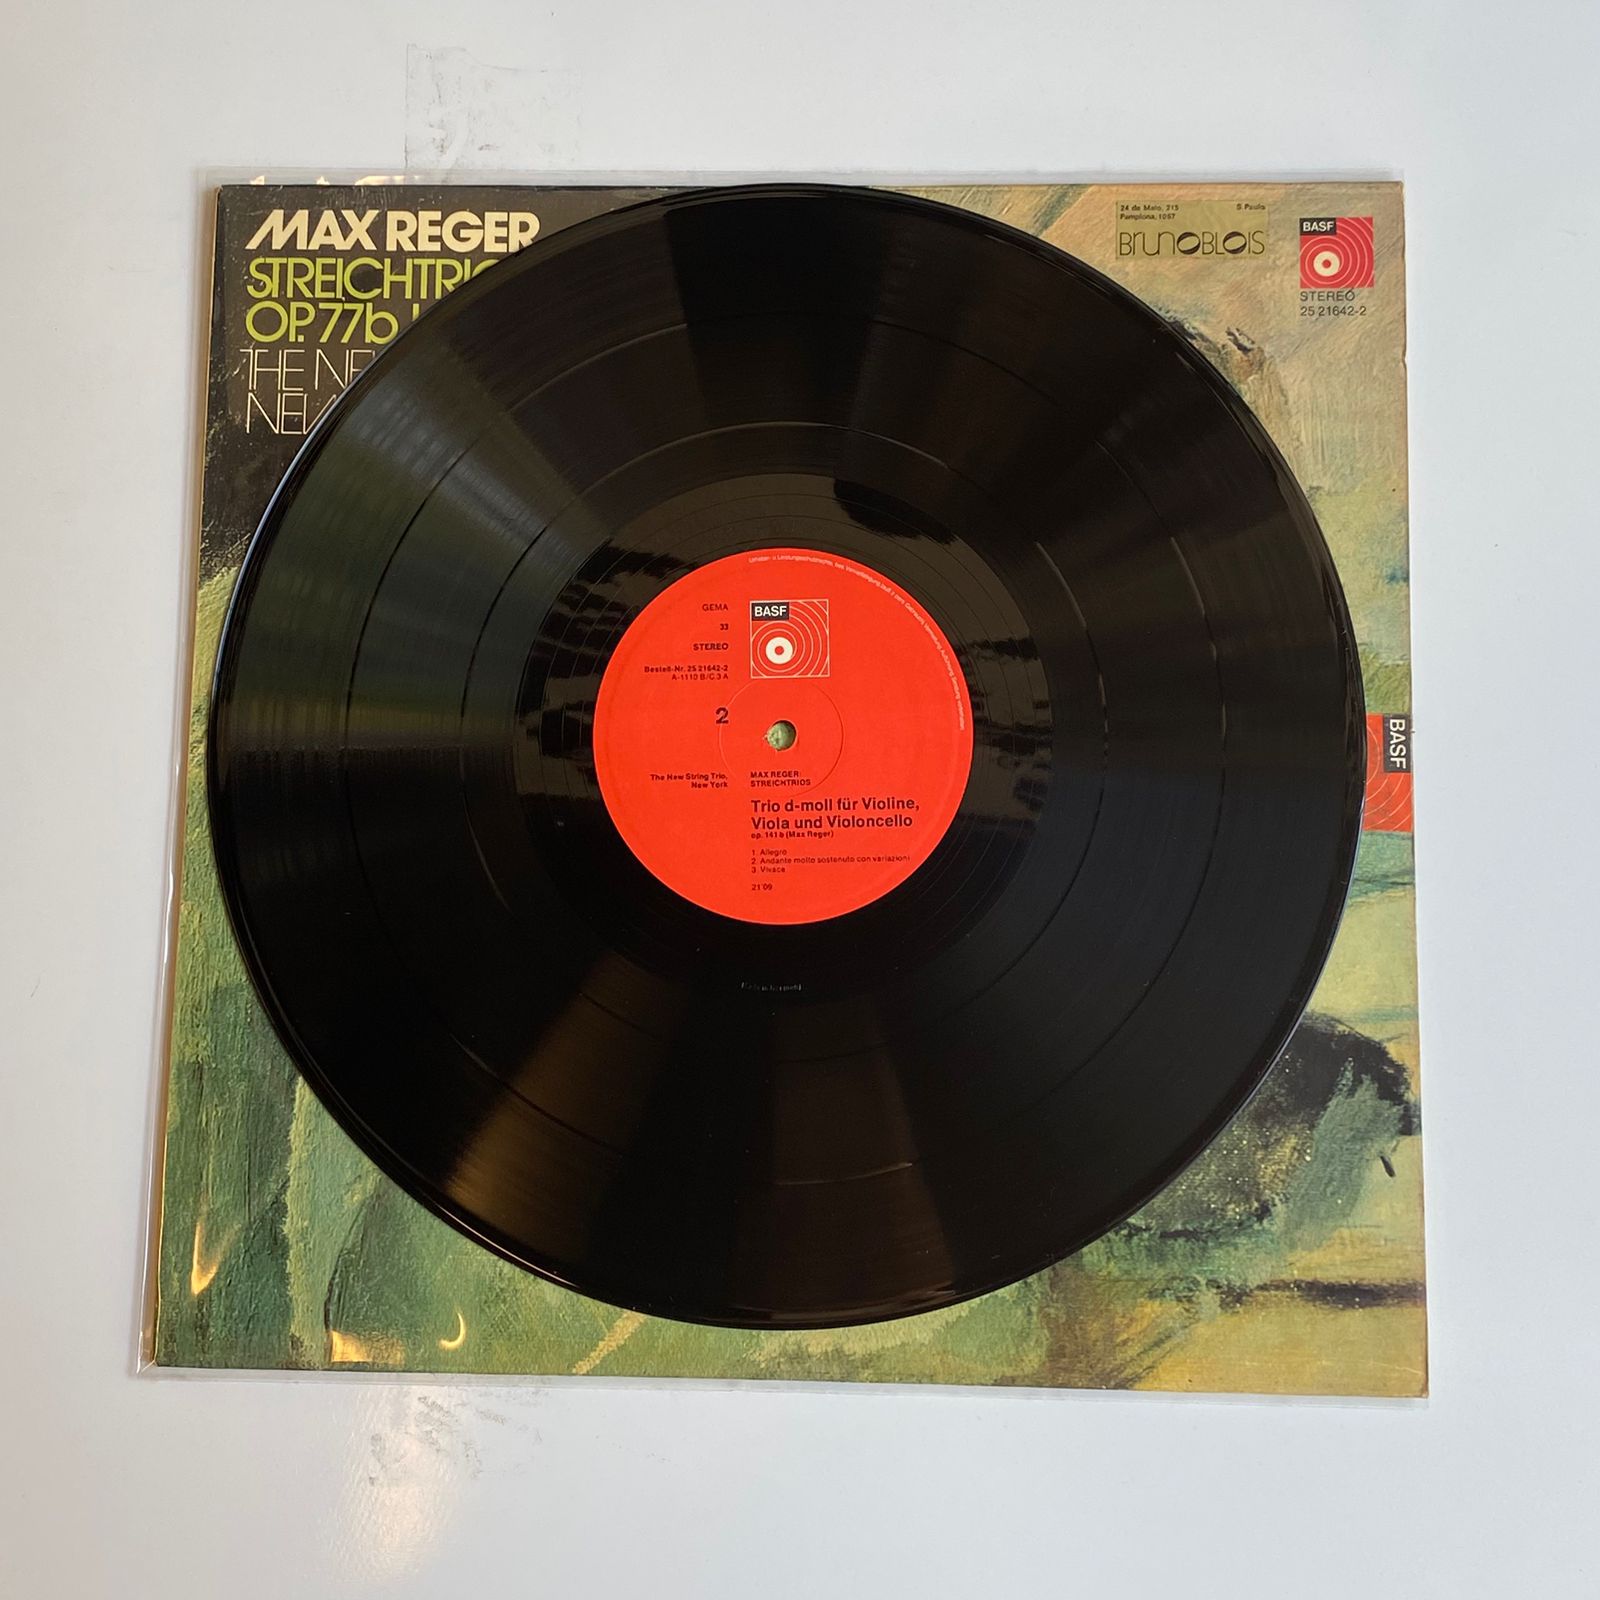 MAX REGER
STREICHTRIO
OP. 77b
THE NEW
NEW
24 de Maio, 215 S. Paulo
Pamplona, 1057
BRUNOBLOIS
BASF
STEREO
25 21642-2
BASF
GEMA
33
STEREO
Bestell-Nr. 25 21642-2
A-1110 B/C.3 A
2
BASF
The New String Trio,
New York
MAX REGER:
STREICHTRIOS
Trio d-moll für Violine,
Viola und Violoncello
op. 141 b (Max Reger)
1. Allegro
2. Andante molto sostenuto con variazioni
3. Vivace
21'09